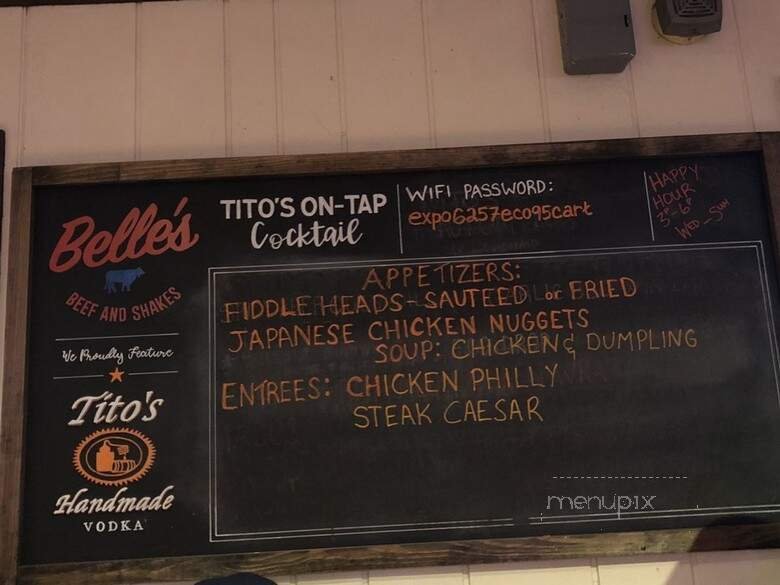 Belle's
BEEF AND SHAKES
We Proudly Feature
Tito's
Handmade
VODKA
TITO'S ON-TAP
Cocktail
WIFI PASSWORD:
expo6257eco95cart
HAPPY
HOUR
3-6
WED-SUN
APPETIZERS:
FIDDLE HEADS-SAUTEED or FRIED
JAPANESE CHICKEN NUGGETS
SOUP: CHICKEN & DUMPLING
ENTREES: CHICKEN PHILLY
STEAK CAESAR
menupix